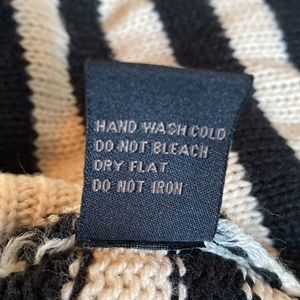 HAND WASH COLD
DO NOT BLEACH
DRY FLAT
DO NOT IRON